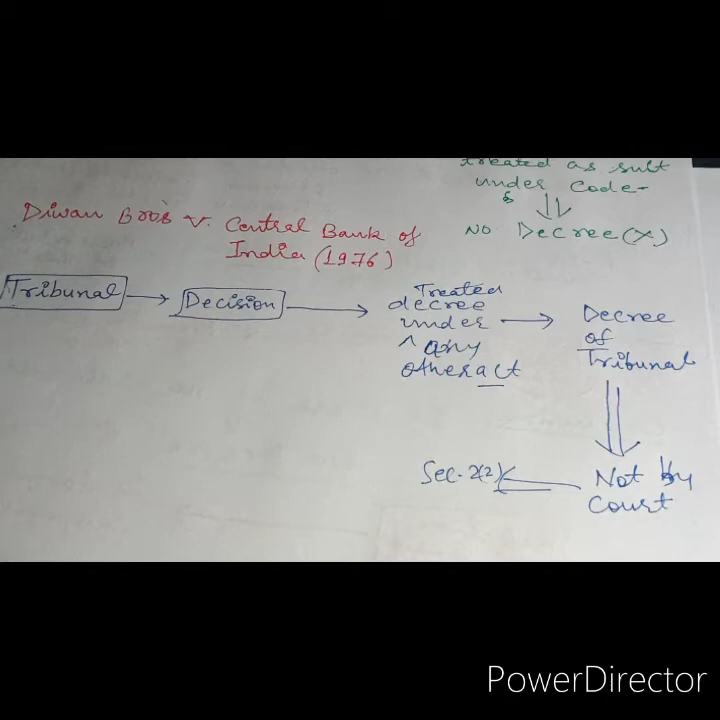 treated as suit
under Code-
NO Decree (X)
Diwan Bros v. Central Bank of
India (1976)
Tribunal
Decision
Treated
decree
under
^ any
other act
Decree
of
Tribunal
Not by
Court
Sec. 2(2)
PowerDirector